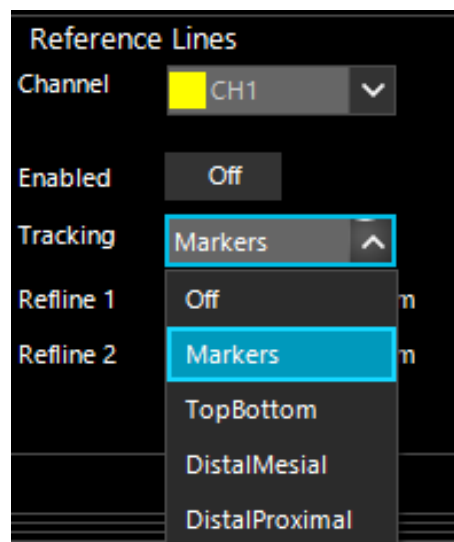 Reference Lines
Channel CH1
Enabled Off
Tracking Markers
Refline 1 Off m
Refline 2 Markers m
TopBottom
DistalMesial
DistalProximal